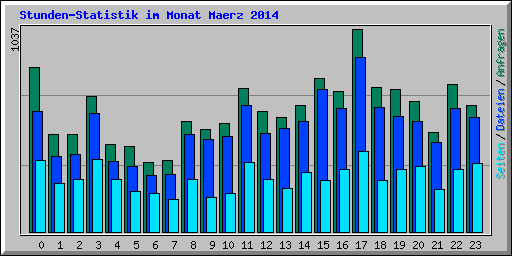 Stunden-Statistik im Monat Maerz 2014
1037
Seiten/Dateien/Anfragen
0 1 2 3 4 5 6 7 8 9 10 11 12 13 14 15 16 17 18 19 20 21 22 23